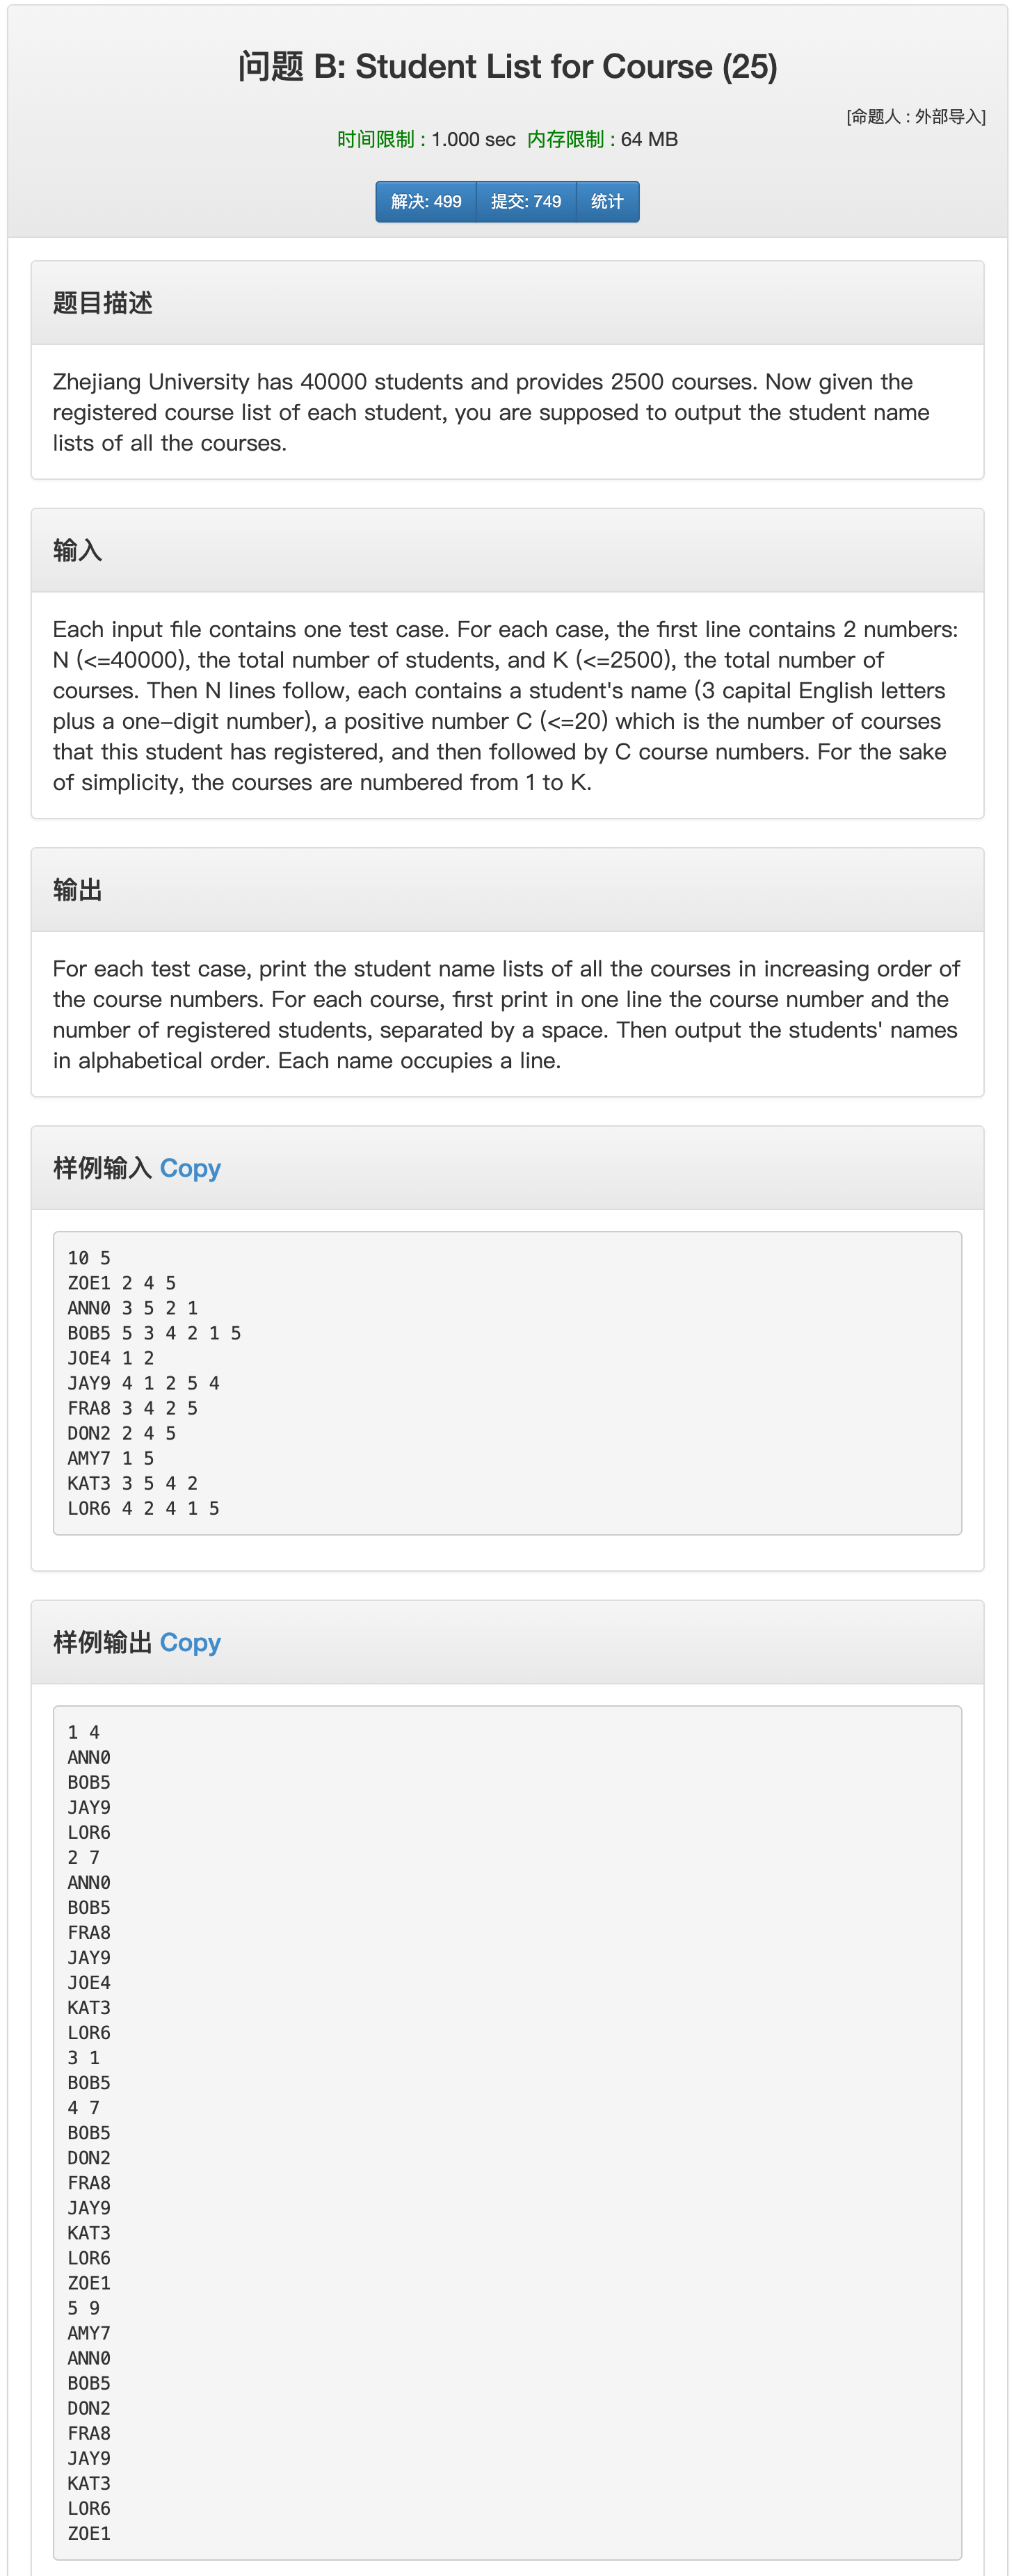 问题 B: Student List for Course (25)
[命题人 : 外部导入]
时间限制 : 1.000 sec 内存限制 : 64 MB
解决: 499 提交: 749 统计
题目描述
Zhejiang University has 40000 students and provides 2500 courses. Now given the
registered course list of each student, you are supposed to output the student name
lists of all the courses.
输入
Each input file contains one test case. For each case, the first line contains 2 numbers:
N (<=40000), the total number of students, and K (<=2500), the total number of
courses. Then N lines follow, each contains a student's name (3 capital English letters
plus a one-digit number), a positive number C (<=20) which is the number of courses
that this student has registered, and then followed by C course numbers. For the sake
of simplicity, the courses are numbered from 1 to K.
输出
For each test case, print the student name lists of all the courses in increasing order of
the course numbers. For each course, first print in one line the course number and the
number of registered students, separated by a space. Then output the students' names
in alphabetical order. Each name occupies a line.
样例输入 Copy
10 5
ZOE1 2 4 5
ANN0 3 5 2 1
BOB5 5 3 4 2 1 5
JOE4 1 2
JAY9 4 1 2 5 4
FRA8 3 4 2 5
DON2 2 4 5
AMY7 1 5
KAT3 3 5 4 2
LOR6 4 2 4 1 5
样例输出 Copy
1 4
ANN0
BOB5
JAY9
LOR6
2 7
ANN0
BOB5
FRA8
JAY9
JOE4
KAT3
LOR6
3 1
BOB5
4 7
BOB5
DON2
FRA8
JAY9
KAT3
LOR6
ZOE1
5 9
AMY7
ANN0
BOB5
DON2
FRA8
JAY9
KAT3
LOR6
ZOE1